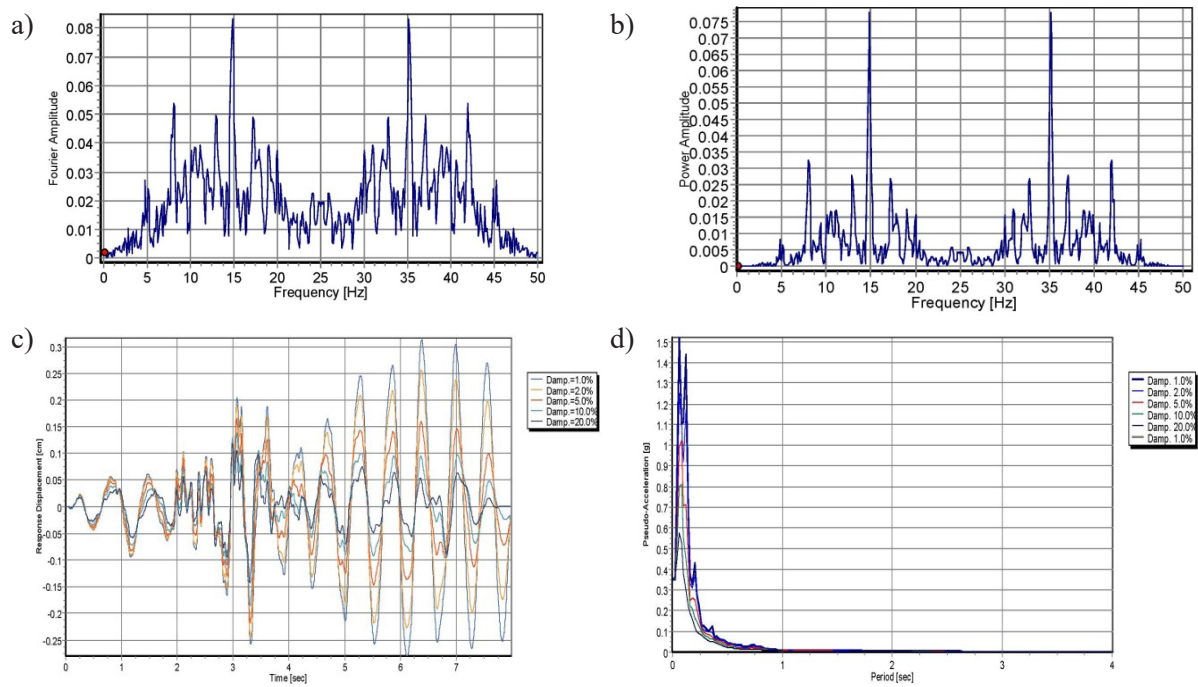 a)
0.08
0.07
0.06
0.05
0.04
0.03
0.02
0.01
0
Fourier Amplitude
0 5 10 15 20 25 30 35 40 45 50
Frequency [Hz]
b)
0.075
0.07
0.065
0.06
0.055
0.05
0.045
0.04
0.035
0.03
0.025
0.02
0.015
0.01
0.005
0
Power Amplitude
0 5 10 15 20 25 30 35 40 45 50
Frequency [Hz]
c)
0.3
0.25
0.2
0.15
0.1
0.05
0
-0.05
-0.1
-0.15
-0.2
-0.25
Response Displacement [cm]
0 1 2 3 4 5 6 7
Time [sec]
Damp.=1.0%
Damp.=2.0%
Damp.=5.0%
Damp.=10.0%
Damp.=20.0%
d)
1.5
1.4
1.3
1.2
1.1
1
0.9
0.8
0.7
0.6
0.5
0.4
0.3
0.2
0.1
0
Pseudo-Acceleration [g]
0 1 2 3 4
Period [sec]
Damp. 1.0%
Damp. 2.0%
Damp. 5.0%
Damp. 10.0%
Damp. 20.0%
Damp. 1.0%